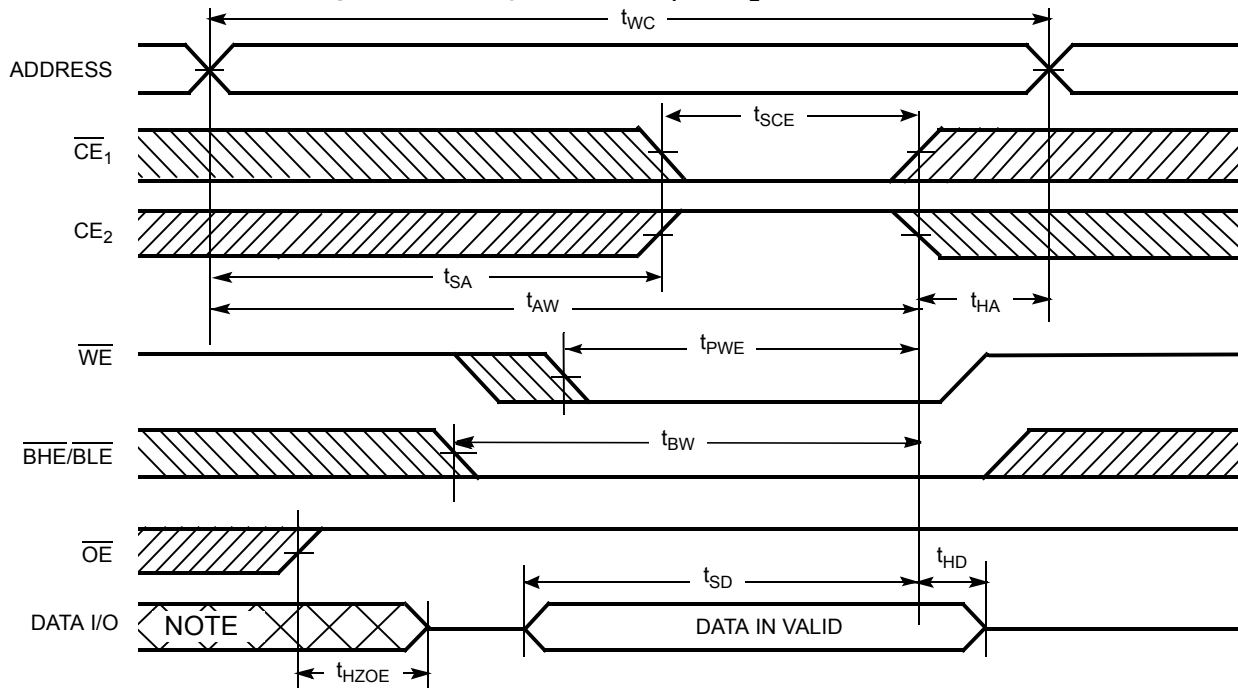 tWC
ADDRESS
tSCE
CE1
CE2
tSA
tAW
tHA
WE
tPWE
BHE/BLE
tBW
OE
tHD
tSD
DATA I/O
NOTE
DATA IN VALID
tHZOE